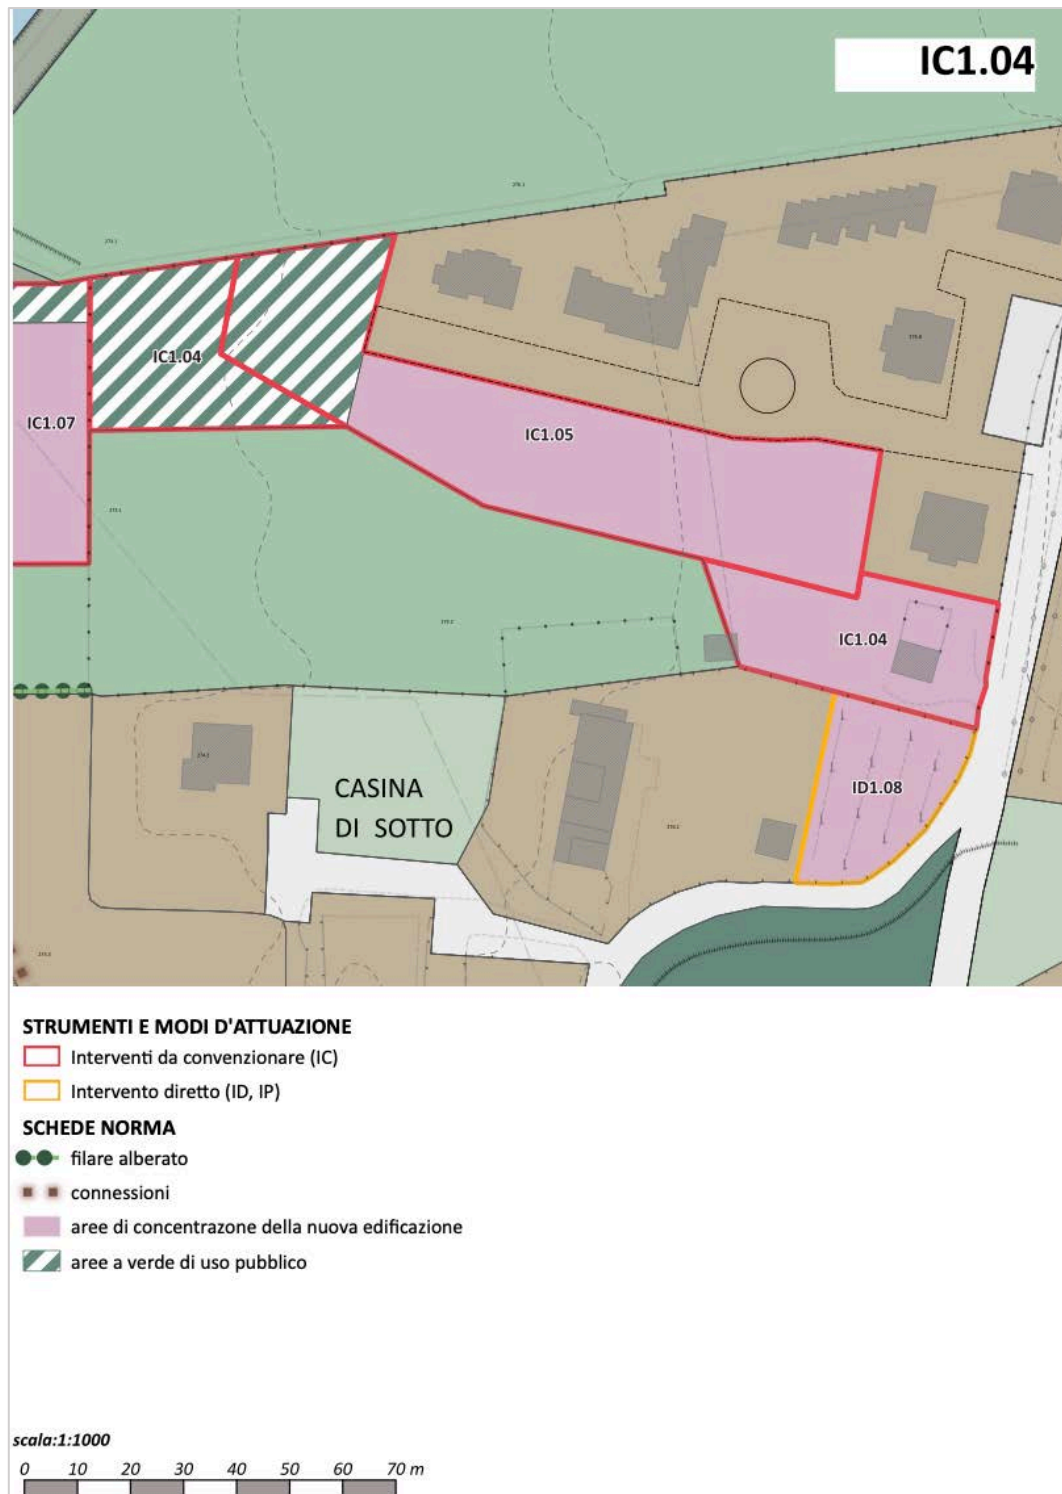 IC1.04
IC1.04
IC1.07
IC1.05
IC1.04
ID1.08
CASINA
DI SOTTO
STRUMENTI E MODI D'ATTUAZIONE
Interventi da convenzionare (IC)
Intervento diretto (ID, IP)
SCHEDE NORMA
filare alberato
connessioni
aree di concentrazone della nuova edificazione
aree a verde di uso pubblico
scala:1:1000
0 10 20 30 40 50 60 70 m